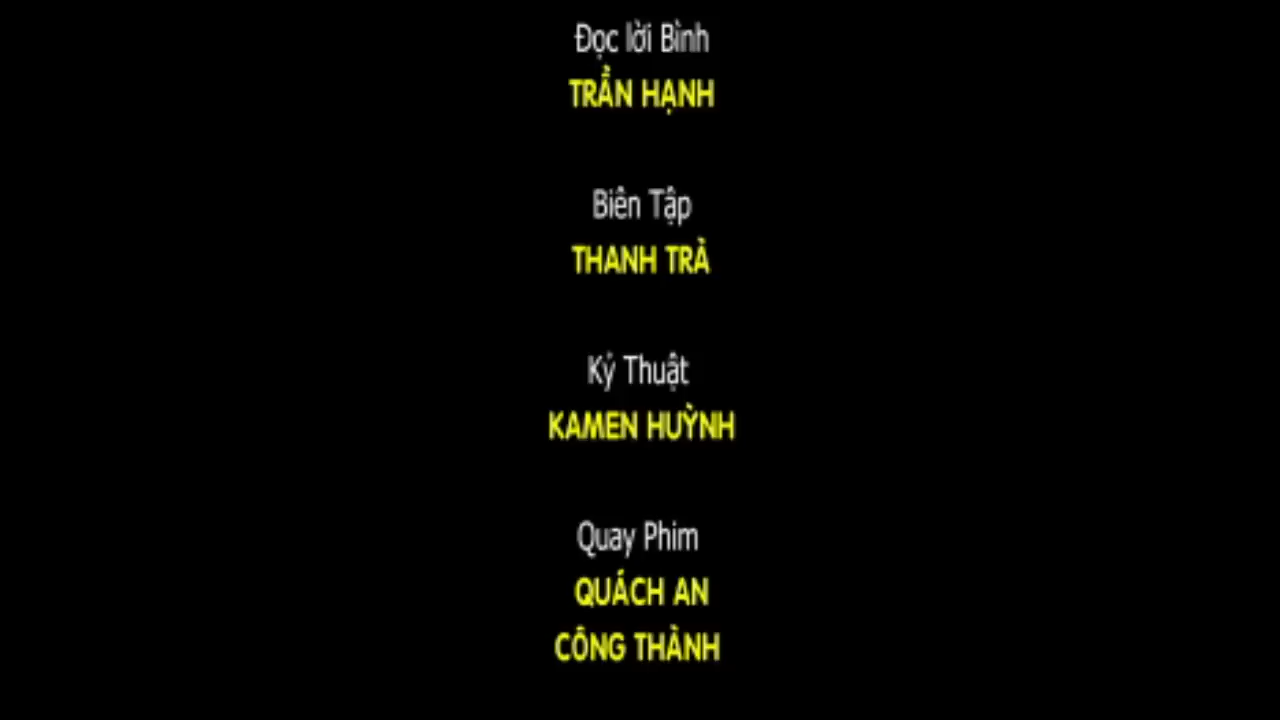 Đọc lời Bình
TRẦN HẠNH
Biên Tập
THANH TRÀ
Kỷ Thuật
KAMEN HUỲNH
Quay Phim
QUÁCH AN
CÔNG THÀNH